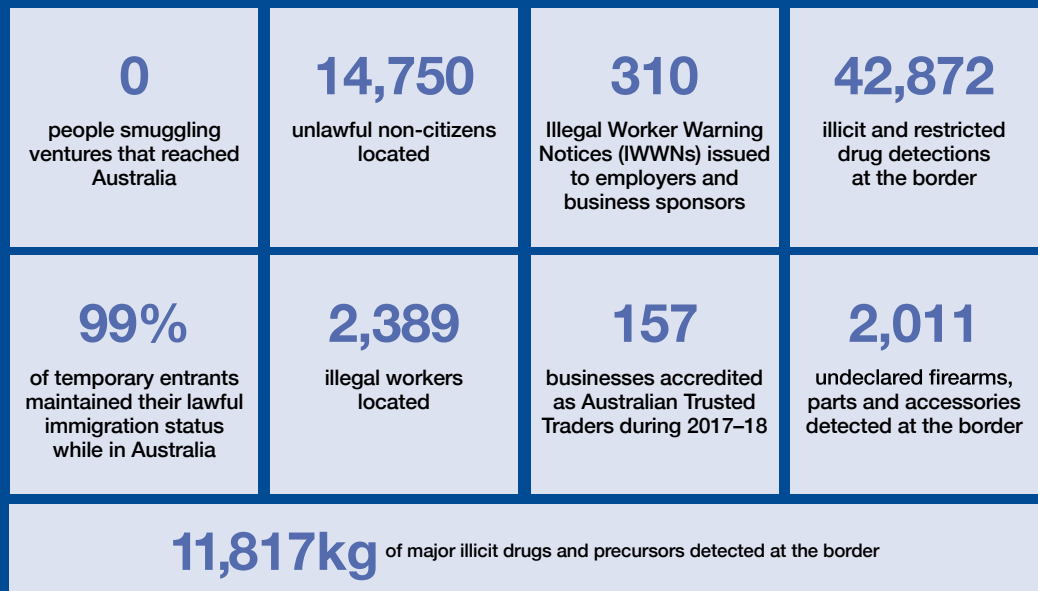 0
people smuggling
ventures that reached
Australia
14,750
unlawful non-citizens
located
310
Illegal Worker Warning
Notices (IWWNs) issued
to employers and
business sponsors
42,872
illicit and restricted
drug detections
at the border
99%
of temporary entrants
maintained their lawful
immigration status
while in Australia
2,389
illegal workers
located
157
businesses accredited
as Australian Trusted
Traders during 2017–18
2,011
undeclared firearms,
parts and accessories
detected at the border
11,817kg of major illicit drugs and precursors detected at the border